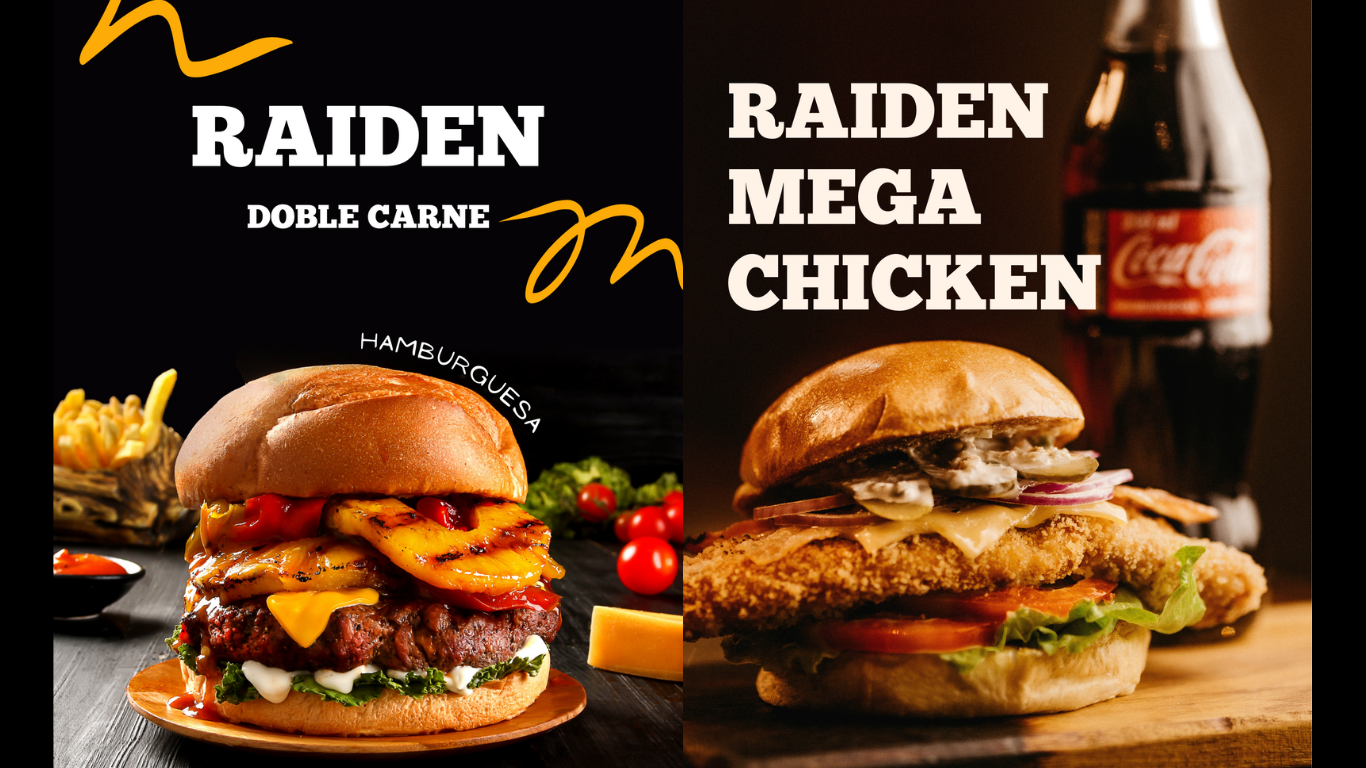 RAIDEN
DOBLE CARNE
HAMBURGUESA
RAIDEN
MEGA
CHICKEN
Coca-Cola